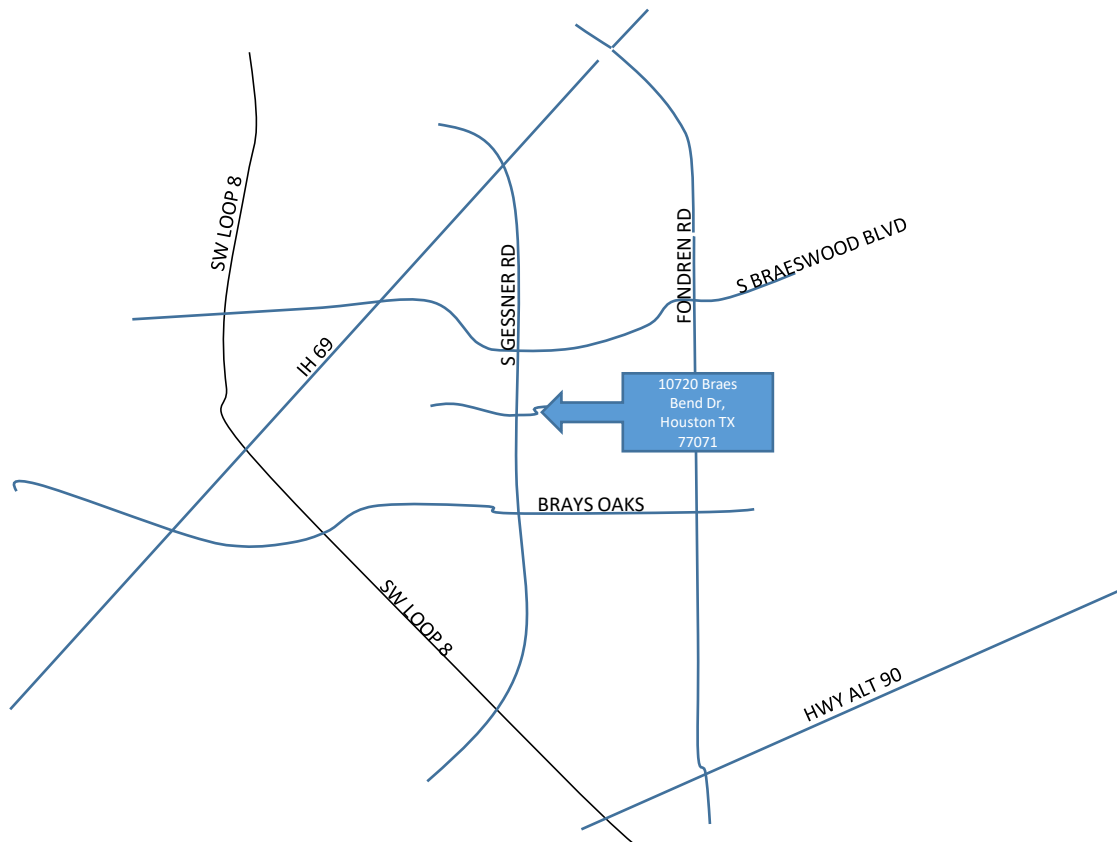 SW LOOP 8
FONDREN RD
S BRAESWOOD BLVD
S GESSNER RD
IH 69
10720 Braes
Bend Dr,
Houston TX
77071
BRAYS OAKS
SW LOOP 8
HWY ALT 90